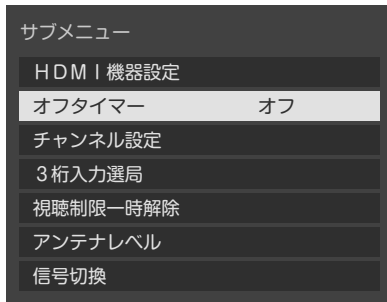 サブメニュー
HDMI機器設定
オフタイマー オフ
チャンネル設定
3桁入力選局
視聴制限一時解除
アンテナレベル
信号切換